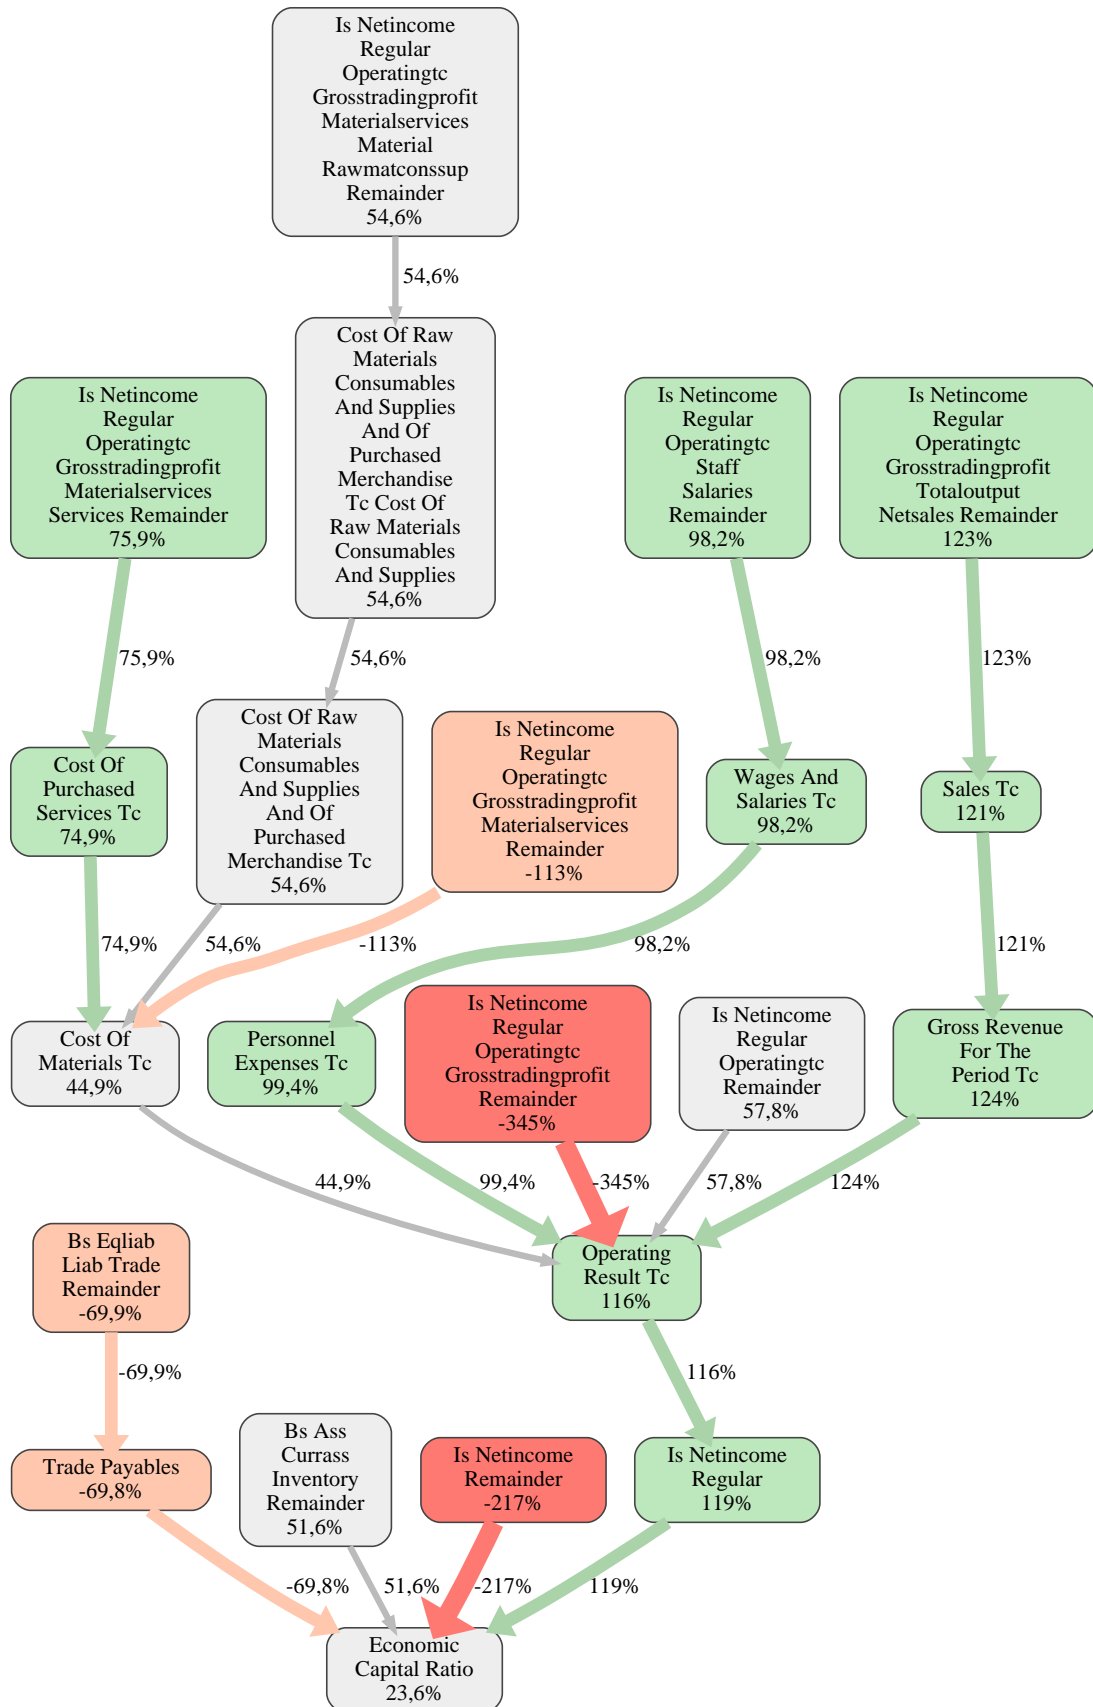 Is Netincome
Regular
Operatingtc
Grosstradingprofit
Materialservices
Material
Rawmatconssup
Remainder
54,6%
54,6%
Cost Of Raw
Materials
Consumables
And Supplies
And Of
Purchased
Merchandise
Tc Cost Of
Raw Materials
Consumables
And Supplies
54,6%
Is Netincome
Regular
Operatingtc
Grosstradingprofit
Materialservices
Services Remainder
75,9%
Is Netincome
Regular
Operatingtc
Staff
Salaries
Remainder
98,2%
Is Netincome
Regular
Operatingtc
Grosstradingprofit
Totaloutput
Netsales Remainder
123%
75,9%
54,6%
98,2%
123%
Cost Of
Purchased
Services Tc
74,9%
Cost Of Raw
Materials
Consumables
And Supplies
And Of
Purchased
Merchandise Tc
54,6%
Is Netincome
Regular
Operatingtc
Grosstradingprofit
Materialservices
Remainder
-113%
Wages And
Salaries Tc
98,2%
Sales Tc
121%
74,9%
54,6%
-113%
98,2%
121%
Cost Of
Materials Tc
44,9%
Personnel
Expenses Tc
99,4%
Is Netincome
Regular
Operatingtc
Grosstradingprofit
Remainder
-345%
Is Netincome
Regular
Operatingtc
Remainder
57,8%
Gross Revenue
For The
Period Tc
124%
44,9%
99,4%
-345%
57,8%
124%
Bs Eqliab
Liab Trade
Remainder
-69,9%
Operating
Result Tc
116%
-69,9%
116%
Trade Payables
-69,8%
Bs Ass
Currass
Inventory
Remainder
51,6%
Is Netincome
Remainder
-217%
Is Netincome
Regular
119%
-69,8%
51,6%
-217%
119%
Economic
Capital Ratio
23,6%